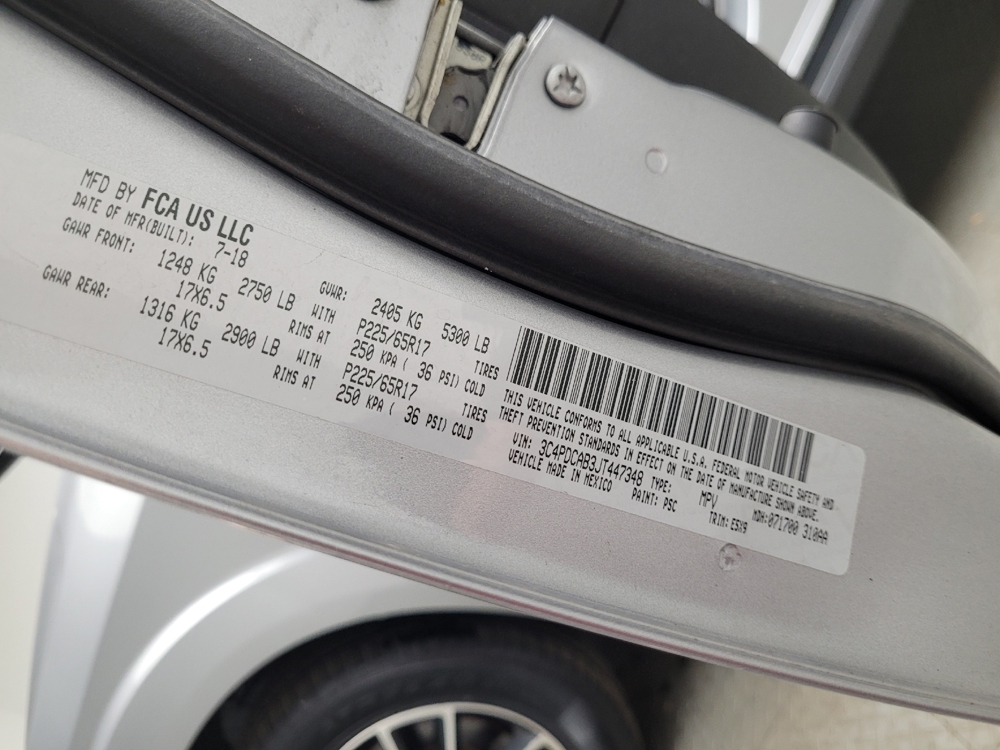 MFD BY FCA US LLC
DATE OF MFR(BUILT): 7-18
GVWR: 2405 KG 5300 LB
GAWR FRONT: 1248 KG 2750 LB WITH P225/65R17 TIRES
17X6.5 RIMS AT 250 KPA ( 36 PSI) COLD
GAWR REAR: 1316 KG 2900 LB WITH P225/65R17 TIRES
17X6.5 RIMS AT 250 KPA ( 36 PSI) COLD
THIS VEHICLE CONFORMS TO ALL APPLICABLE U.S.A. FEDERAL MOTOR VEHICLE SAFETY AND
THEFT PREVENTION STANDARDS IN EFFECT ON THE DATE OF MANUFACTURE SHOWN ABOVE.
VIN: 3C4PDCAB3JT447348 TYPE: MPV MDH:071700 310AA
VEHICLE MADE IN MEXICO PAINT: PSC TRIM: E5X9